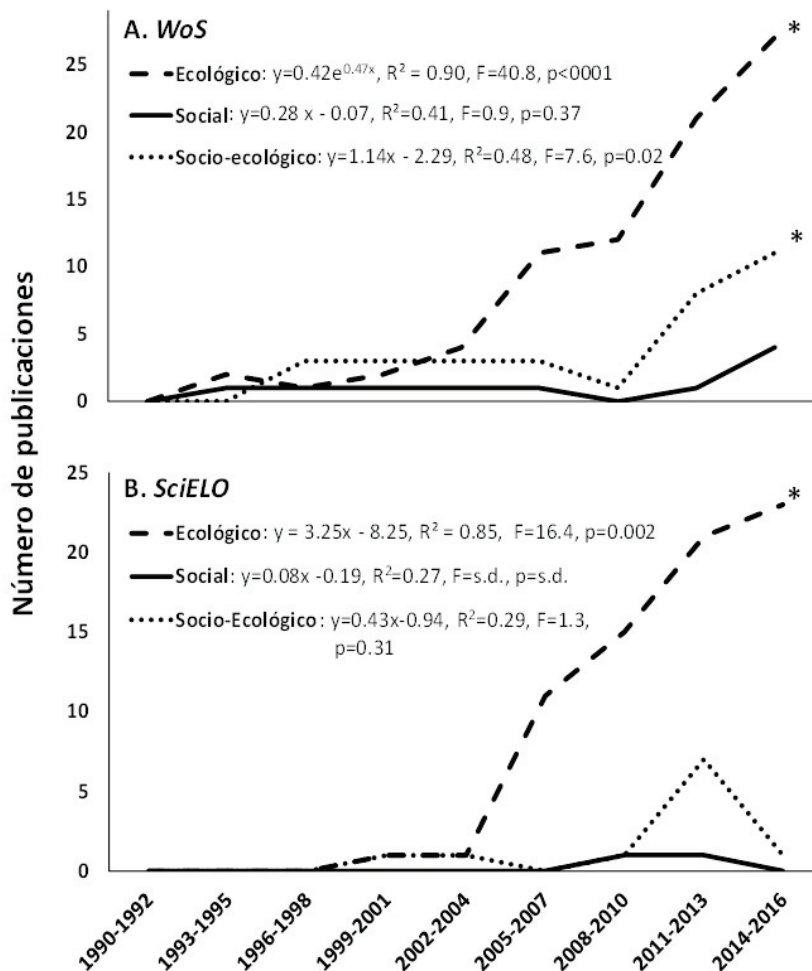 Número de publicaciones
A. WoS
Ecológico: y=0.42e0.47x, R2 = 0.90, F=40.8, p<0001
Social: y=0.28 x - 0.07, R2=0.41, F=0.9, p=0.37
Socio-ecológico: y=1.14x - 2.29, R2=0.48, F=7.6, p=0.02
*
*
25
20
15
10
5
0
B. SciELO
Ecológico: y = 3.25x - 8.25, R2 = 0.85, F=16.4, p=0.002
Social: y=0.08x -0.19, R2=0.27, F=s.d., p=s.d.
Socio-Ecológico: y=0.43x-0.94, R2=0.29, F=1.3,
p=0.31
*
25
20
15
10
5
0
1990-1992
1993-1995
1996-1998
1999-2001
2002-2004
2005-2007
2008-2010
2011-2013
2014-2016